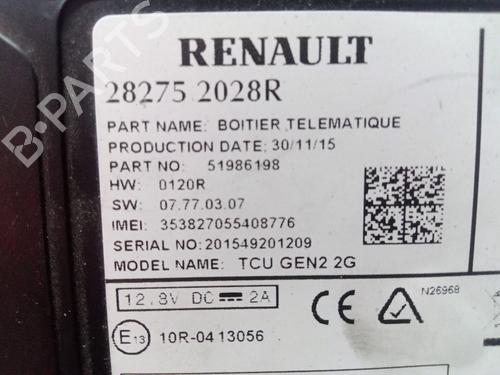 RENAULT
28275 2028R
PART NAME: BOITIER TELEMATIQUE
PRODUCTION DATE: 30/11/15
PART NO: 51986198
HW: 0120R
SW: 07.77.03.07
IMEI: 353827055408776
SERIAL NO:201549201209
MODEL NAME: TCU GEN2 2G
12.8V DC 2A
CE N26968
E13 10R-0413056